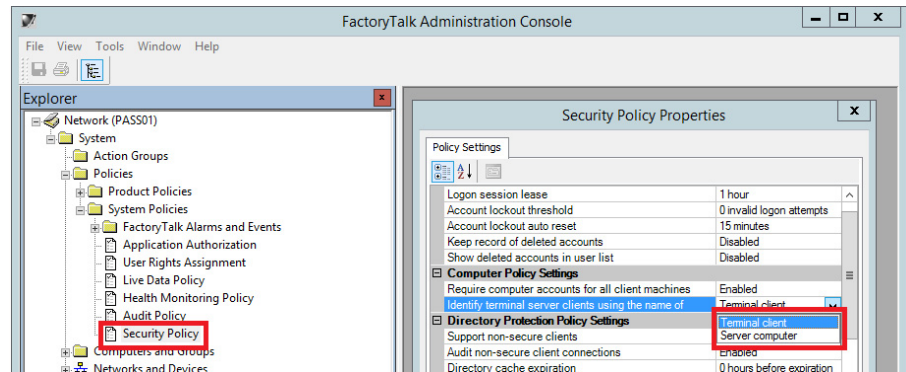 FactoryTalk Administration Console
File View Tools Window Help
Explorer
Network (PASS01)
System
Action Groups
Policies
Product Policies
System Policies
FactoryTalk Alarms and Events
Application Authorization
User Rights Assignment
Live Data Policy
Health Monitoring Policy
Audit Policy
Security Policy
Computers and Groups
Networks and Devices
Security Policy Properties
Policy Settings
Logon session lease 1 hour
Account lockout threshold 0 invalid logon attempts
Account lockout auto reset 15 minutes
Keep record of deleted accounts Disabled
Show deleted accounts in user list Disabled
Computer Policy Settings
Require computer accounts for all client machines Enabled
Identify terminal server clients using the name of Terminal client
Terminal client
Server computer
Directory Protection Policy Settings
Support non-secure clients
Audit non-secure client connections Enabled
Directory cache expiration 0 hours before expiration